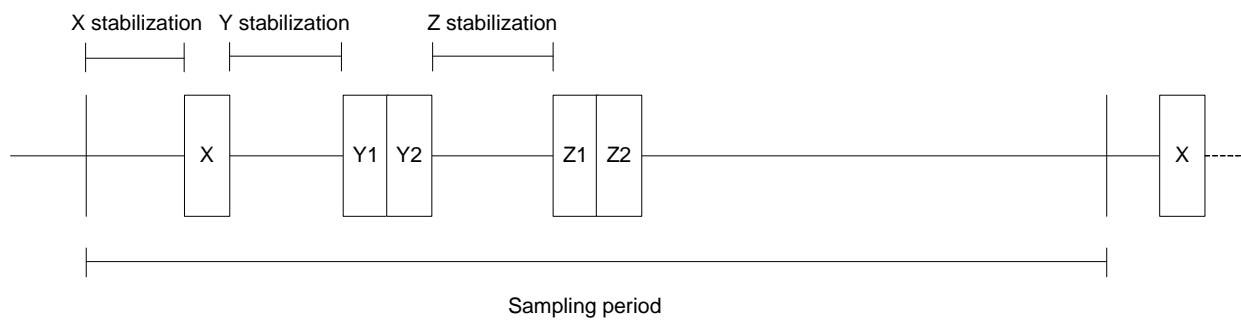 X stabilization Y stabilization Z stabilization
X Y1 Y2 Z1 Z2 X
Sampling period